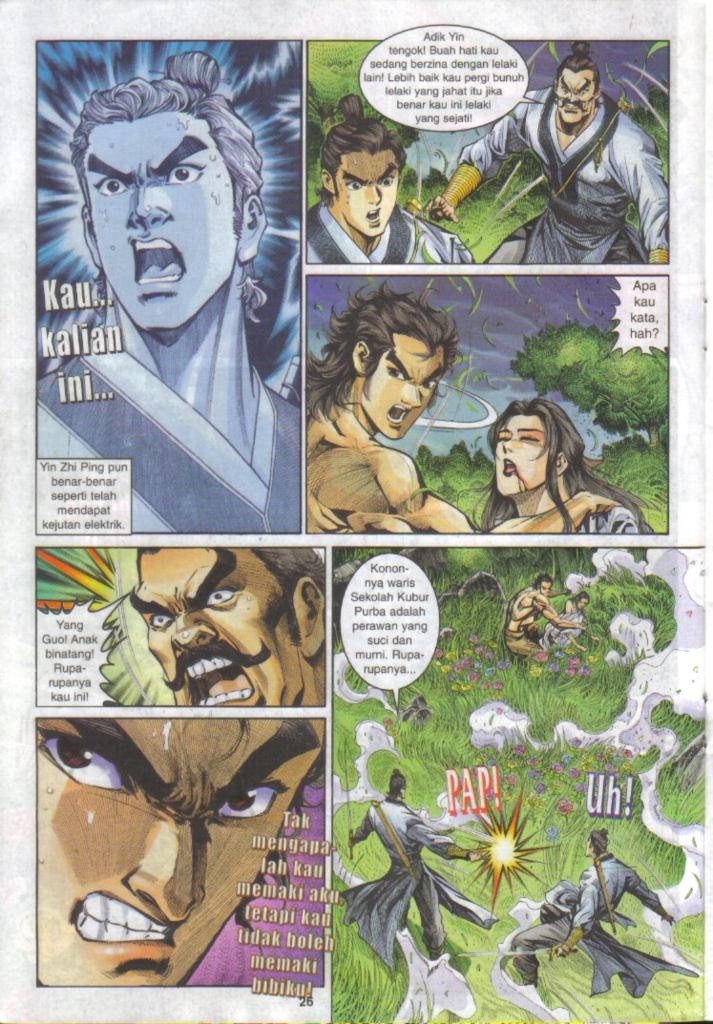 Kau...
kalian
ini...
Yin Zhi Ping pun
benar-benar
seperti telah
mendapat
kejutan elektrik.
Adik Yin
tengok! Buah hati kau
sedang berzina dengan lelaki
lain! Lebih baik kau pergi bunuh
lelaki yang jahat itu jika
benar kau ini lelaki
yang sejati!
Apa
kau
kata,
hah?
Yang
Guo! Anak
binatang!
Rupa-
rupanya
kau ini!
Konon-
nya waris
Sekolah Kubur
Purba adalah
perawan yang
suci dan
murni. Rupa-
rupanya...
Tak
mengapa-
lah kau
memaki aku
tetapi kau
tidak boleh
memaki
bibiku!
PAP!
Uh!
26